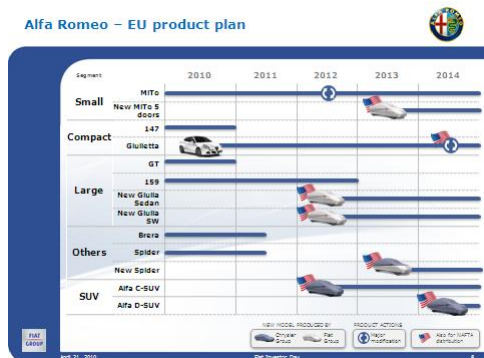 Alfa Romeo – EU product plan
Segment 2010 2011 2012 2013 2014
Small
MiTo
New MiTo 5
doors
Compact
147
Giulietta
Large
GT
159
New Giulia
Sedan
New Giulia
SW
Others
Brera
Spider
New Spider
SUV
Alfa C-SUV
Alfa D-SUV
NEW MODEL PRODUCED BY PRODUCT ACTIONS
Chrysler
Group
Fiat
Group
Major
modification
Also for NAFTA
distribution
FIAT
GROUP
April 21, 2010 Fiat Investor Day